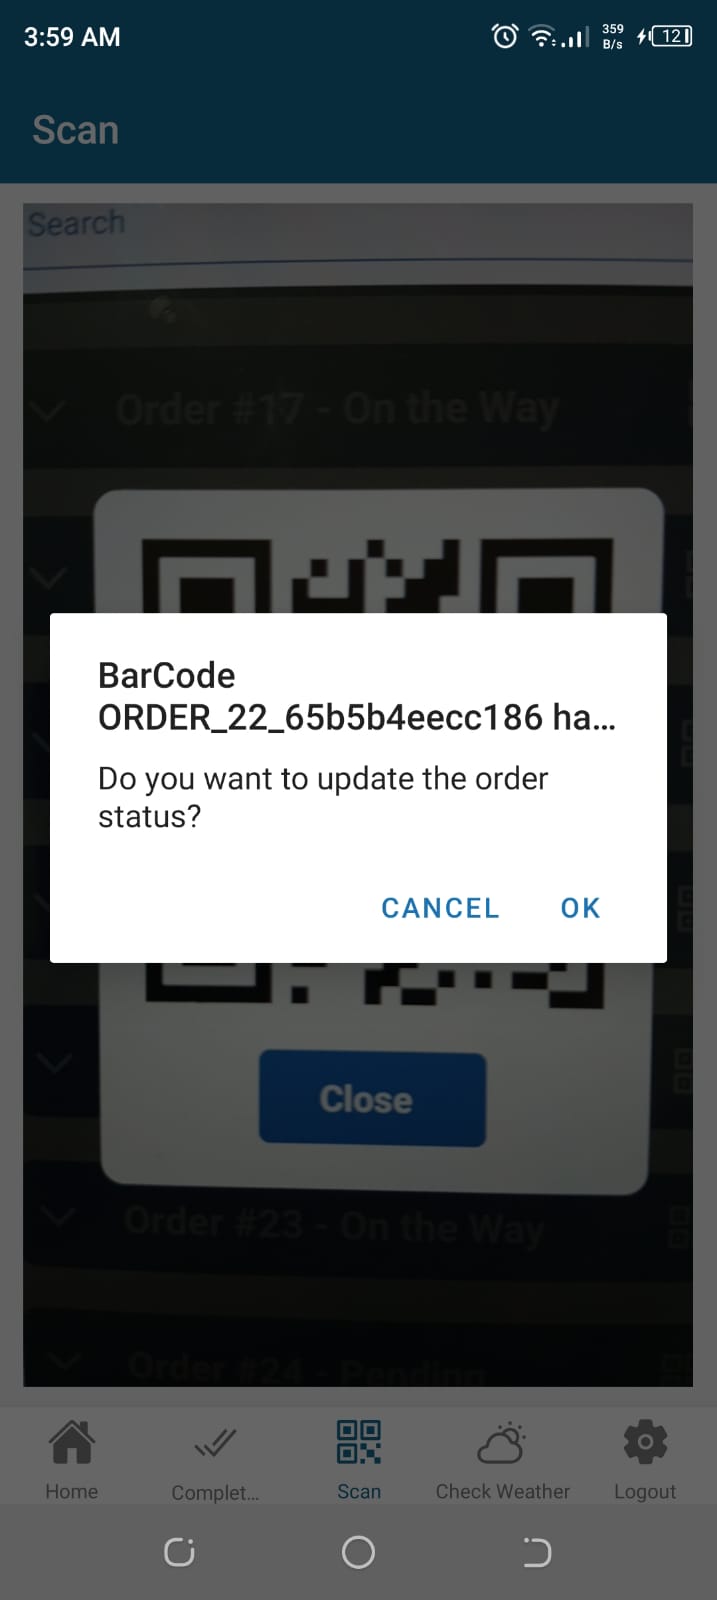 3:59 AM
359
B/s
12
Scan
Search
Order #17 - On the Way
BarCode
ORDER_22_65b5b4eecc186 ha...
Do you want to update the order
status?
CANCEL
OK
Close
Order #23 - On the Way
Order #24 - Pending
Home
Complet...
Scan
Check Weather
Logout